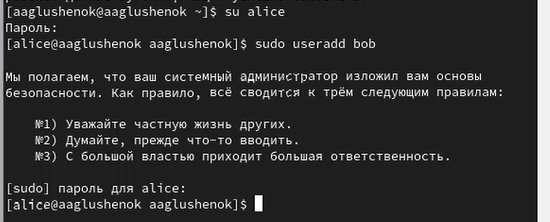 [aaglushenok@aaglushenok ~]$ su alice
Пароль:
[alice@aaglushenok aaglushenok]$ sudo useradd bob
Мы полагаем, что ваш системный администратор изложил вам основы
безопасности. Как правило, всё сводится к трём следующим правилам:
№1) Уважайте частную жизнь других.
№2) Думайте, прежде что-то вводить.
№3) С большой властью приходит большая ответственность.
[sudo] пароль для alice:
[alice@aaglushenok aaglushenok]$